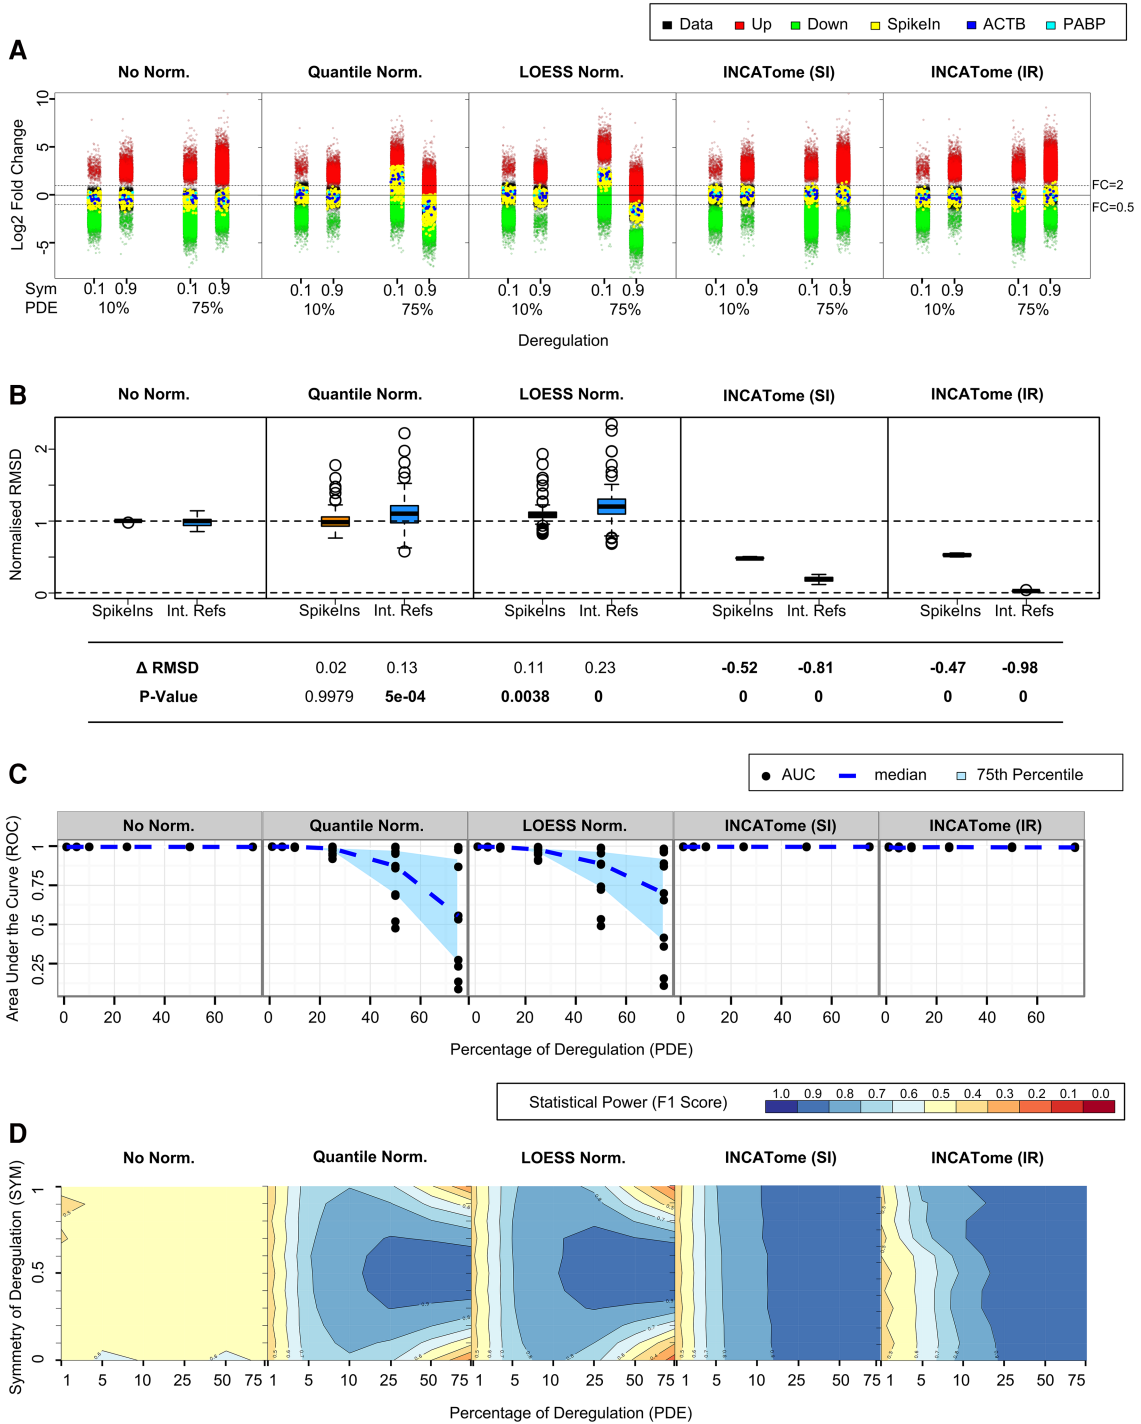 Data Up Down SpikeIn ACTB PABP
A
No Norm. Quantile Norm. LOESS Norm. INCATome (SI) INCATome (IR)
Log2 Fold Change
10
5
0
-5
FC=2
FC=0.5
Sym 0.1 0.9 0.1 0.9 0.1 0.9 0.1 0.9 0.1 0.9 0.1 0.9 0.1 0.9 0.1 0.9 0.1 0.9 0.1 0.9
PDE 10% 75% 10% 75% 10% 75% 10% 75% 10% 75%
Deregulation
B
No Norm. Quantile Norm. LOESS Norm. INCATome (SI) INCATome (IR)
Normalised RMSD
2
1
0
SpikeIns Int. Refs SpikeIns Int. Refs SpikeIns Int. Refs SpikeIns Int. Refs SpikeIns Int. Refs
Δ RMSD 0.02 0.13 0.11 0.23 -0.52 -0.81 -0.47 -0.98
P-Value 0.9979 5e-04 0.0038 0 0 0 0 0
C
AUC median 75th Percentile
No Norm. Quantile Norm. LOESS Norm. INCATome (SI) INCATome (IR)
Area Under the Curve (ROC)
1
0.75
0.5
0.25
0 20 40 60 0 20 40 60 0 20 40 60 0 20 40 60 0 20 40 60
Percentage of Deregulation (PDE)
Statistical Power (F1 Score) 1.0 0.9 0.8 0.7 0.6 0.5 0.4 0.3 0.2 0.1 0.0
D
No Norm. Quantile Norm. LOESS Norm. INCATome (SI) INCATome (IR)
Symmetry of Deregulation (SYM)
1
0.5
0
1 5 10 25 50 75 1 5 10 25 50 75 1 5 10 25 50 75 1 5 10 25 50 75 1 5 10 25 50 75
Percentage of Deregulation (PDE)